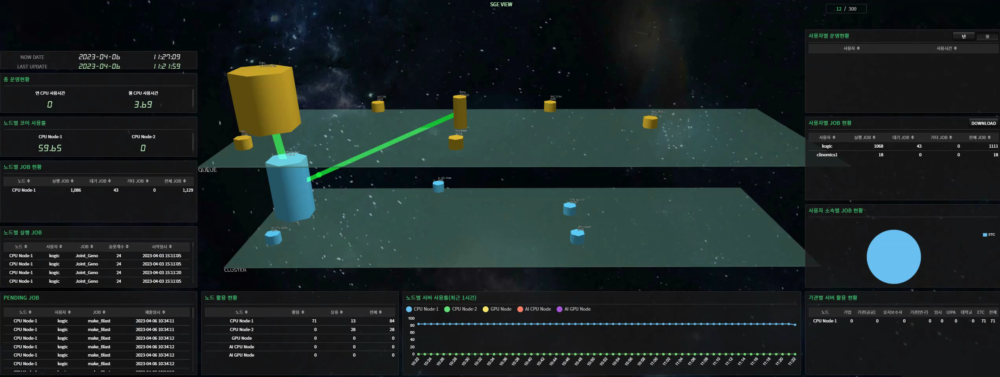 SGE VIEW
12 / 300
NOW DATE 2023-04-06 11:27:09
LAST UPDATE 2023-04-06 11:21:59
총 운영현황
연 CPU 사용시간 월 CPU 사용시간
0 3.69
노드별 코어 사용률
CPU Node-1 CPU Node-2
59.65 0
노드별 JOB 현황
노드 실행 JOB 대기 JOB 기타 JOB 전체 JOB
CPU Node-1 1,086 43 0 1,129
노드별 실행 JOB
노드 사용자 JOB 슬롯개수 시작일시
CPU Node-1 kogic Joint_Geno 24 2023-04-03 15:11:05
CPU Node-1 kogic Joint_Geno 24 2023-04-03 15:11:05
CPU Node-1 kogic Joint_Geno 24 2023-04-03 15:11:20
CPU Node-1 kogic Joint_Geno 24 2023-04-03 15:11:05
PENDING JOB
노드 사용자 JOB 제출일시
CPU Node-1 kogic make_Blast 2023-04-06 10:34:11
CPU Node-1 kogic make_Blast 2023-04-06 10:34:11
CPU Node-1 kogic make_Blast 2023-04-06 10:34:12
CPU Node-1 kogic make_Blast 2023-04-06 10:34:12
CPU Node-1 kogic make_Blast 2023-04-06 10:34:12
CPU Node-1 kogic make_Blast 2023-04-06 10:34:12
2cpu
test_big
(0/0)
8cpu
test_2cpu
(0/0)
bigmem
(0/0)
QUEUE
CPU Node-1
AI GPU Node
(0/0)
CPU Node-2
AI CPU Node
(0/0)
GPU Node
(0/0)
CLUSTER
노드 활용 현황
노드 활용 유휴 전체
CPU Node-1 71 13 84
CPU Node-2 0 28 28
GPU Node 0 0 0
AI CPU Node 0 0 0
AI GPU Node 0 0 0
노드별 서버 사용률(최근 1시간)
CPU Node-1 CPU Node-2 GPU Node AI CPU Node AI GPU Node
100
80
60
40
20
0
10:22 10:24 10:26 10:28 10:30 10:32 10:34 10:36 10:38 10:40 10:42 10:44 10:46 10:48 10:50 10:52 10:54 10:56 10:58 11:00 11:02 11:04 11:06 11:08 11:10 11:12 11:14 11:16 11:18 11:20 11:22
사용자별 운영현황 년 월
사용자 사용시간
사용자별 JOB 현황 DOWNLOAD
사용자 실행 JOB 대기 JOB 기타 JOB 전체 JOB
kogic 1068 43 0 1111
clinomics1 18 0 0 18
사용자 소속별 JOB 현황
ETC
기관별 서버 활용 현황
노드 기업 기관(공공) 유지보수사 기관(연구) 임시 UIPA 대학교 ETC 전체
CPU Node-1 0 0 0 0 0 0 0 71 71